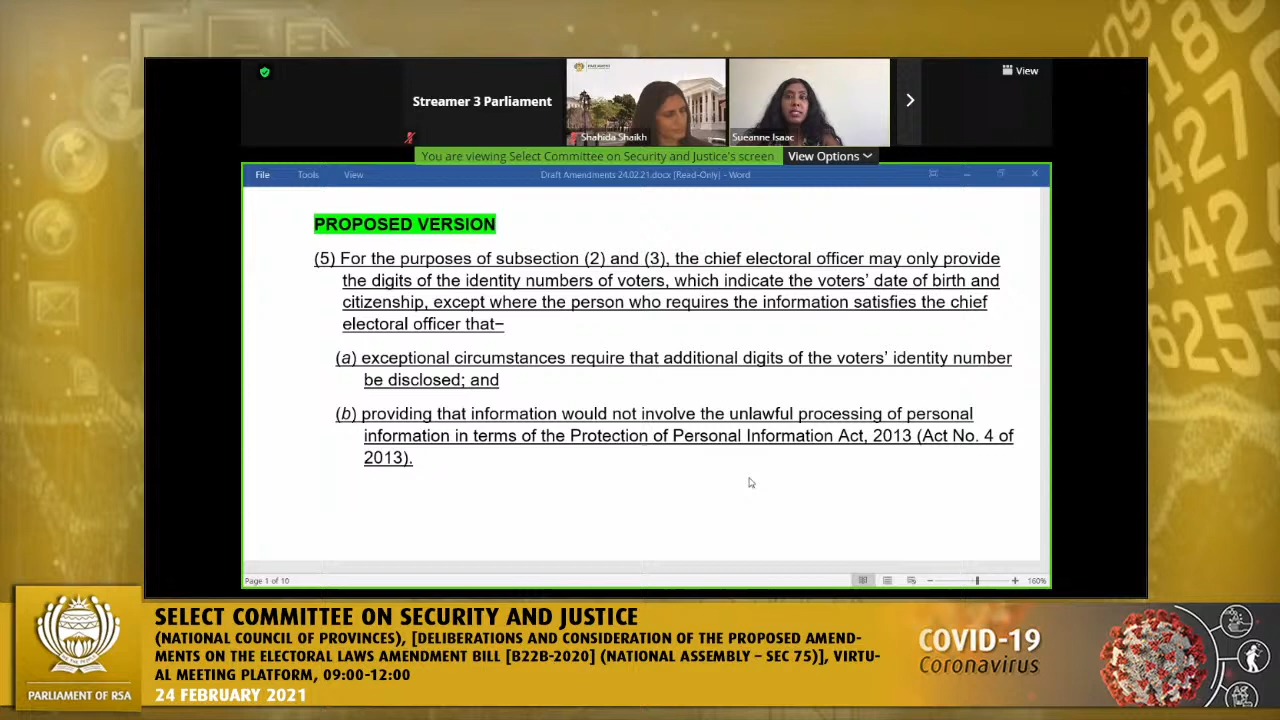 Streamer 3 Parliament
PARLIAMENT
Shahida Shaikh
Sueanne Isaac
View
You are viewing Select Committee on Security and Justice's screen
View Options
File Tools View
Draft Amendments 24.02.21.docx [Read-Only] - Word
PROPOSED VERSION
(5) For the purposes of subsection (2) and (3), the chief electoral officer may only provide
the digits of the identity numbers of voters, which indicate the voters' date of birth and
citizenship, except where the person who requires the information satisfies the chief
electoral officer that−
(a) exceptional circumstances require that additional digits of the voters' identity number
be disclosed; and
(b) providing that information would not involve the unlawful processing of personal
information in terms of the Protection of Personal Information Act, 2013 (Act No. 4 of
2013).
Page 1 of 10
160%
SELECT COMMITTEE ON SECURITY AND JUSTICE
(NATIONAL COUNCIL OF PROVINCES), [DELIBERATIONS AND CONSIDERATION OF THE PROPOSED AMEND-
MENTS ON THE ELECTORAL LAWS AMENDMENT BILL [B22B-2020] (NATIONAL ASSEMBLY – SEC 75)], VIRTU-
AL MEETING PLATFORM, 09:00-12:00
24 FEBRUARY 2021
PARLIAMENT OF RSA
COVID-19
Coronavirus